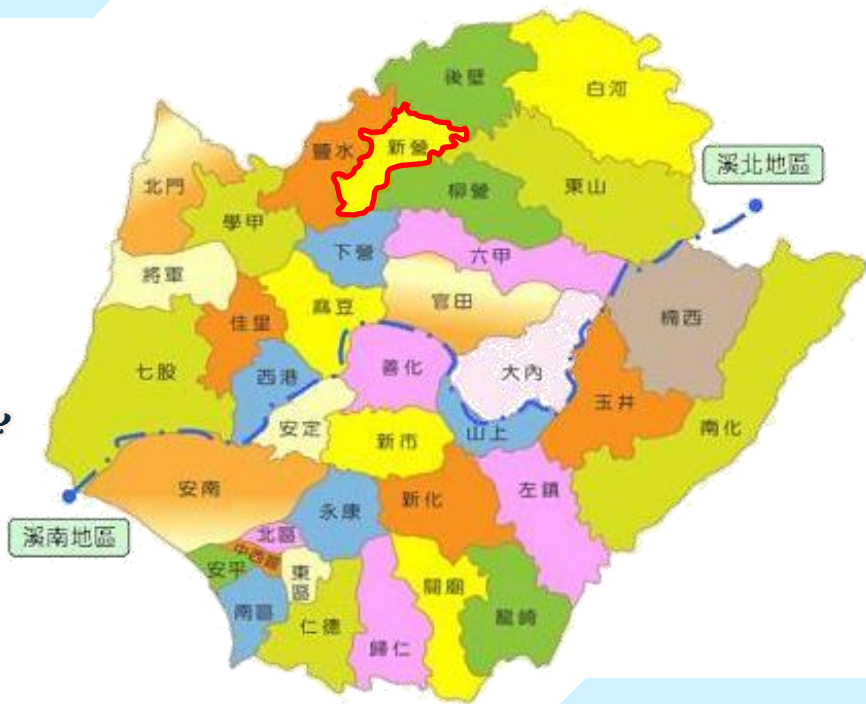 後壁
白河
鹽水
新營
溪北地區
北門
柳營
東山
學甲
下營
六甲
將軍
官田
麻豆
楠西
佳里
七股
善化
大內
西港
玉井
安定
山上
南化
新市
安南
新化
左鎮
永康
溪南地區
北區
中西區
安平
東區
關廟
南區
仁德
龍崎
歸仁